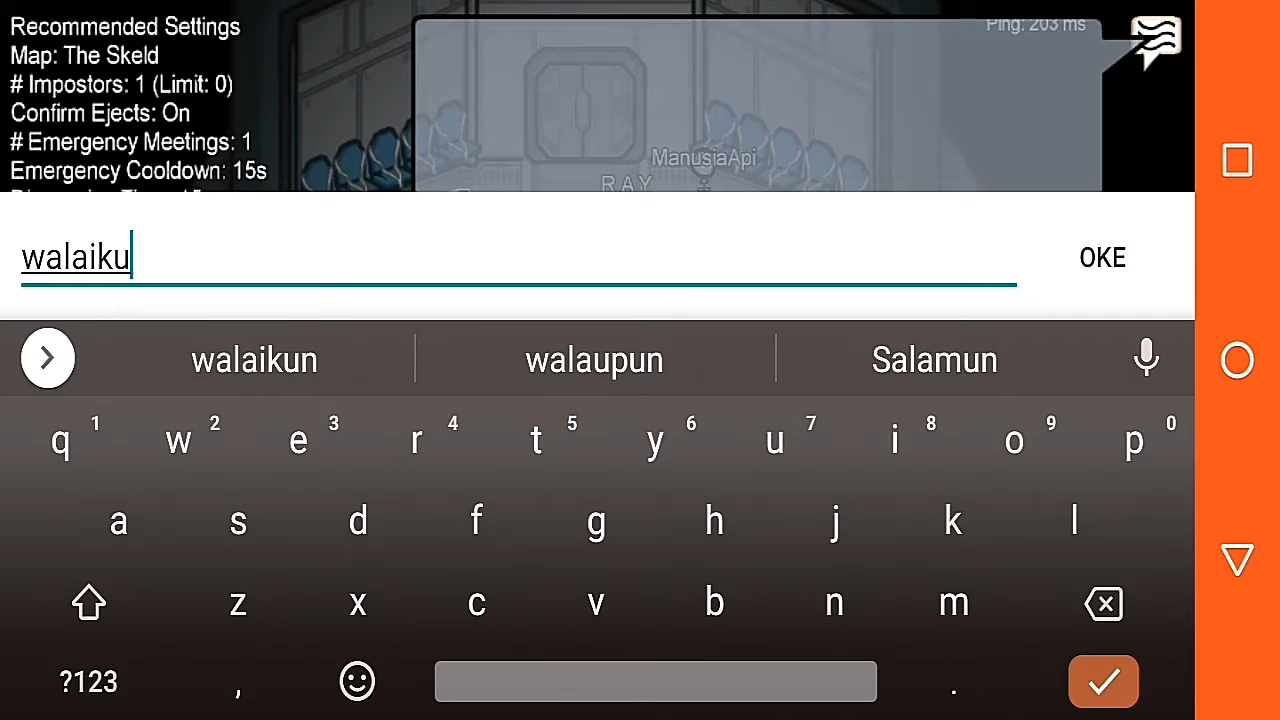 Recommended Settings
Map: The Skeld
# Impostors: 1 (Limit: 0)
Confirm Ejects: On
# Emergency Meetings: 1
Emergency Cooldown: 15s
Ping: 203 ms
ManusiaApi
RAY
walaiku
OKE
walaikun walaupun Salamun
q 1 w 2 e 3 r 4 t 5 y 6 u 7 i 8 o 9 p 0
a s d f g h j k l
z x c v b n m
?123 , .